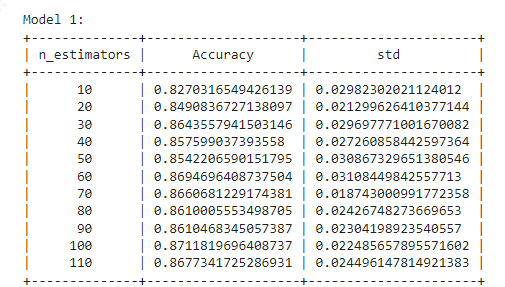 Model 1:
+--------------+--------------------+----------------------+
| n_estimators |      Accuracy      |         std          |
+--------------+--------------------+----------------------+
|      10      | 0.8270316549426139 | 0.02982302021124012  |
|      20      | 0.8490836727138097 | 0.021299626410377144 |
|      30      | 0.8643557941503146 | 0.029697771001670082 |
|      40      | 0.857599037393558  | 0.027260858442597364 |
|      50      | 0.8542206590151795 | 0.030867329651380546 |
|      60      | 0.8694696408737504 | 0.03108449842557713  |
|      70      | 0.8660681229174381 | 0.018743000991772358 |
|      80      | 0.8610005553498705 | 0.02426748273669653  |
|      90      | 0.8610468345057387 | 0.02304198923540557  |
|     100      | 0.8711819696408737 | 0.022485657895571602 |
|     110      | 0.8677341725286931 | 0.024496147814921383 |
+--------------+--------------------+----------------------+